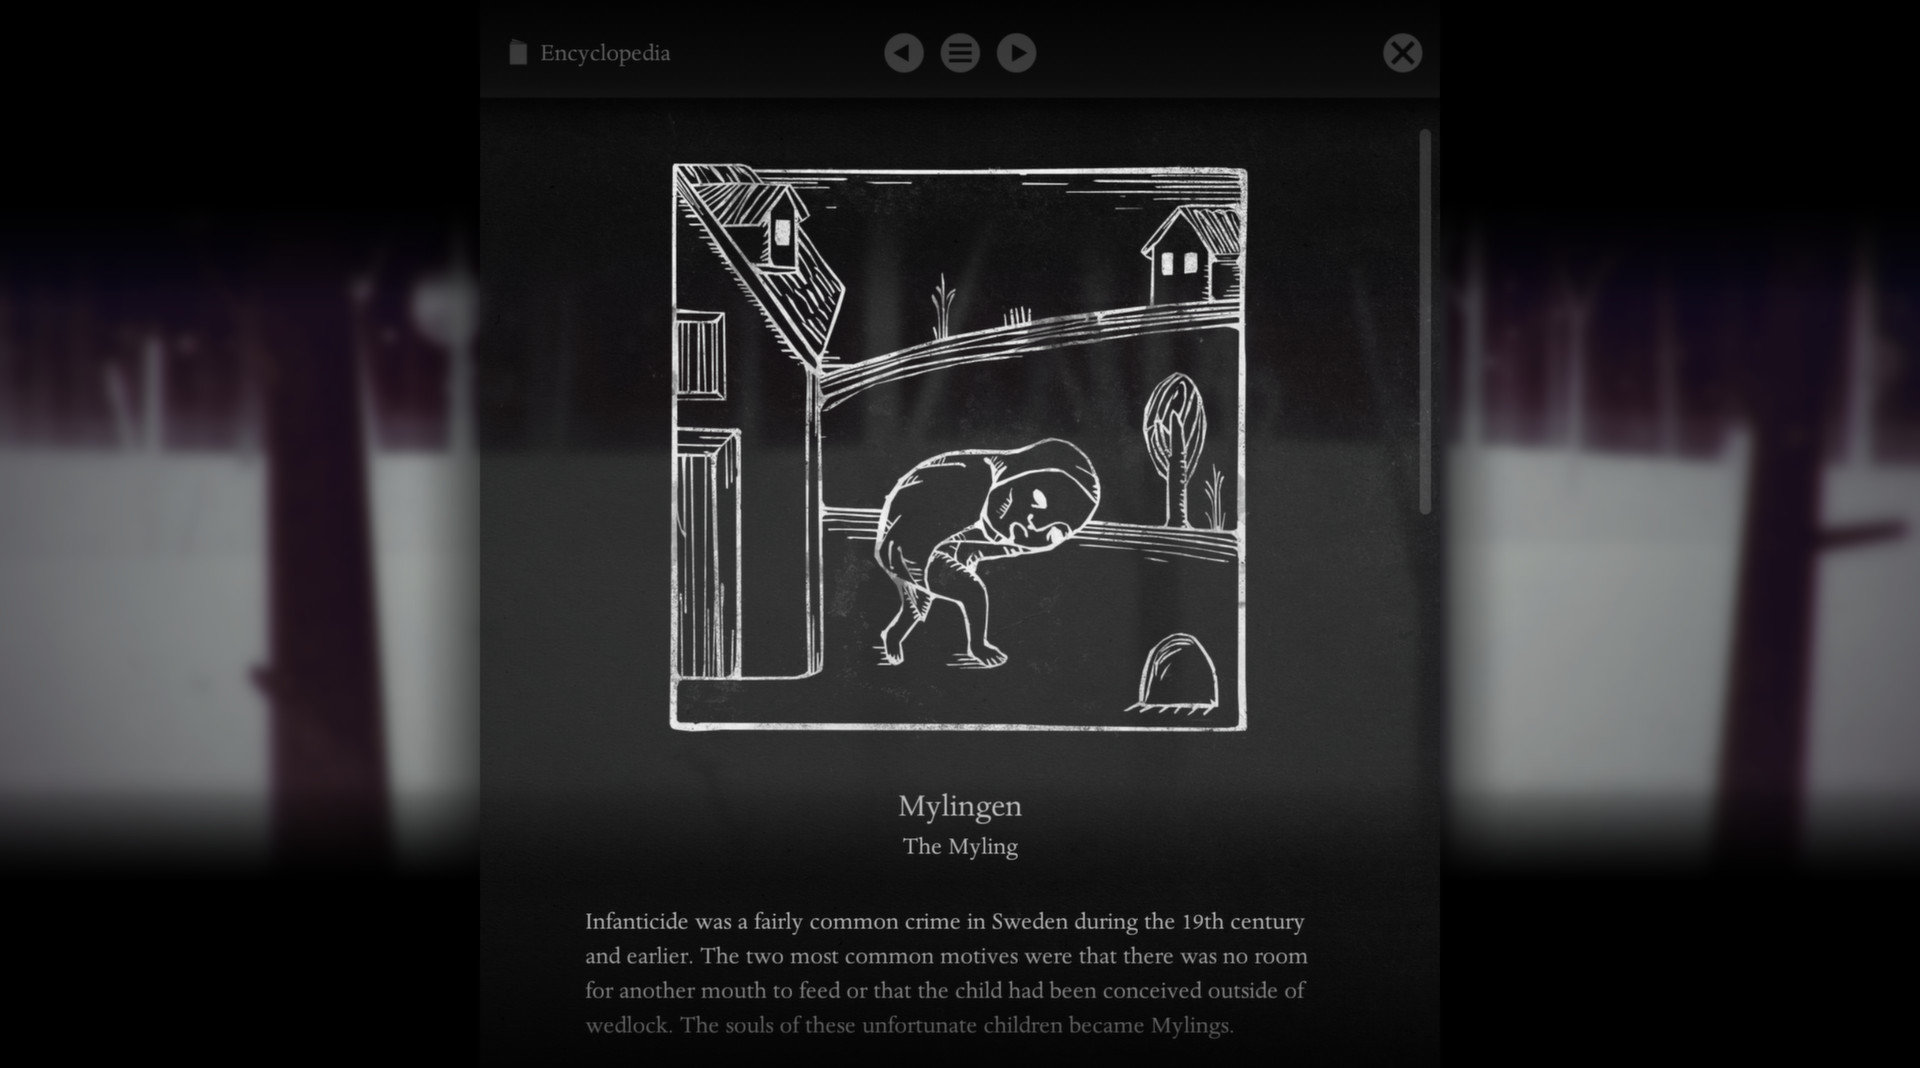 Encyclopedia
Mylingen
The Myling
Infanticide was a fairly common crime in Sweden during the 19th century
and earlier. The two most common motives were that there was no room
for another mouth to feed or that the child had been conceived outside of
wedlock. The souls of these unfortunate children became Mylings.